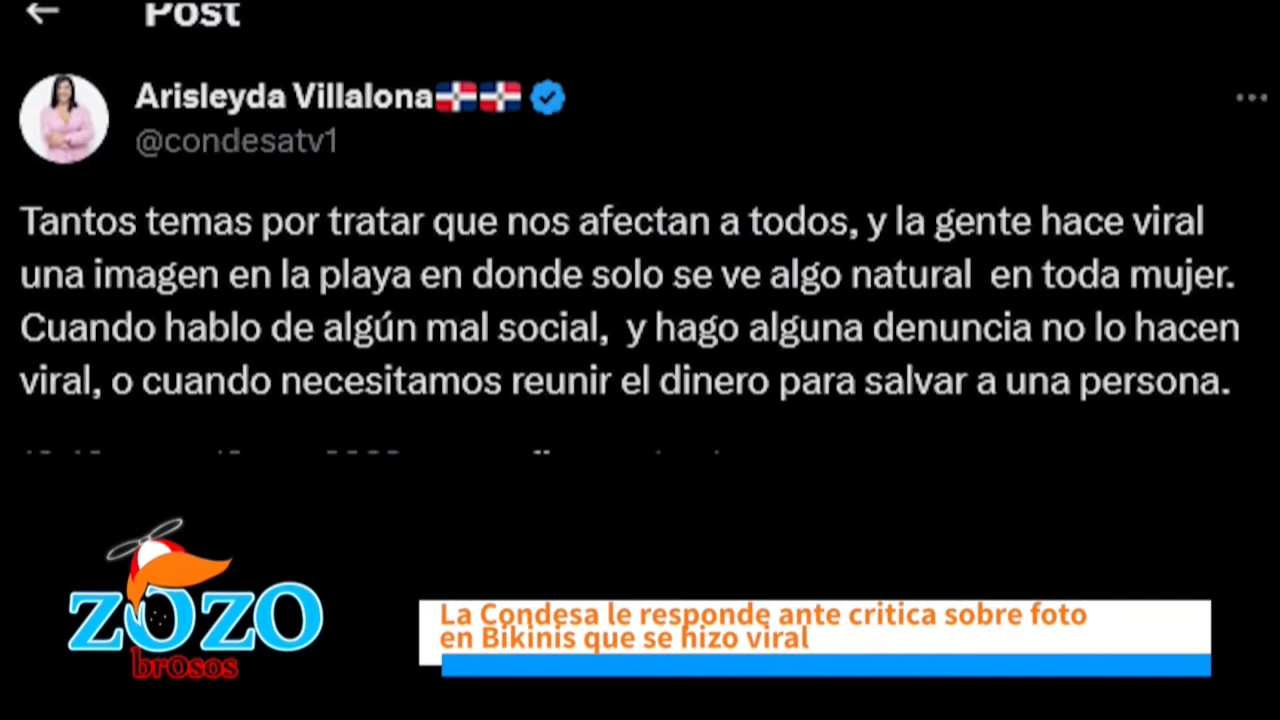 Post
Arisleyda Villalona
@condesatv1
Tantos temas por tratar que nos afectan a todos, y la gente hace viral
una imagen en la playa en donde solo se ve algo natural en toda mujer.
Cuando hablo de algún mal social, y hago alguna denuncia no lo hacen
viral, o cuando necesitamos reunir el dinero para salvar a una persona.
zozo
brosos
La Condesa le responde ante critica sobre foto
en Bikinis que se hizo viral